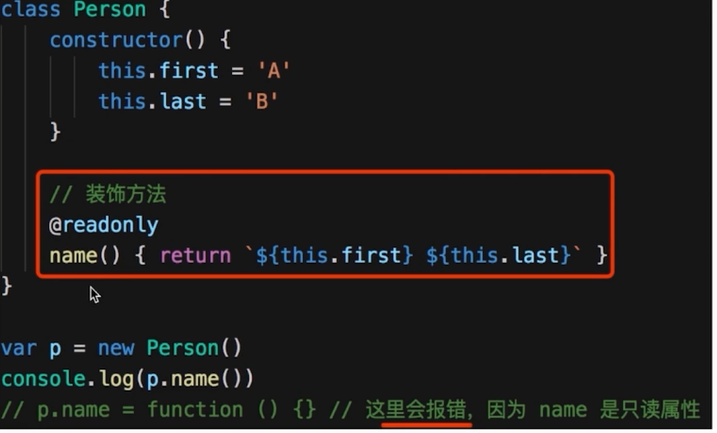 class Person {
constructor() {
this.first = 'A'
this.last = 'B'
}
// 装饰方法
@readonly
name() { return `${this.first} ${this.last}` }
}
var p = new Person()
console.log(p.name())
// p.name = function () {} // 这里会报错，因为 name 是只读属性